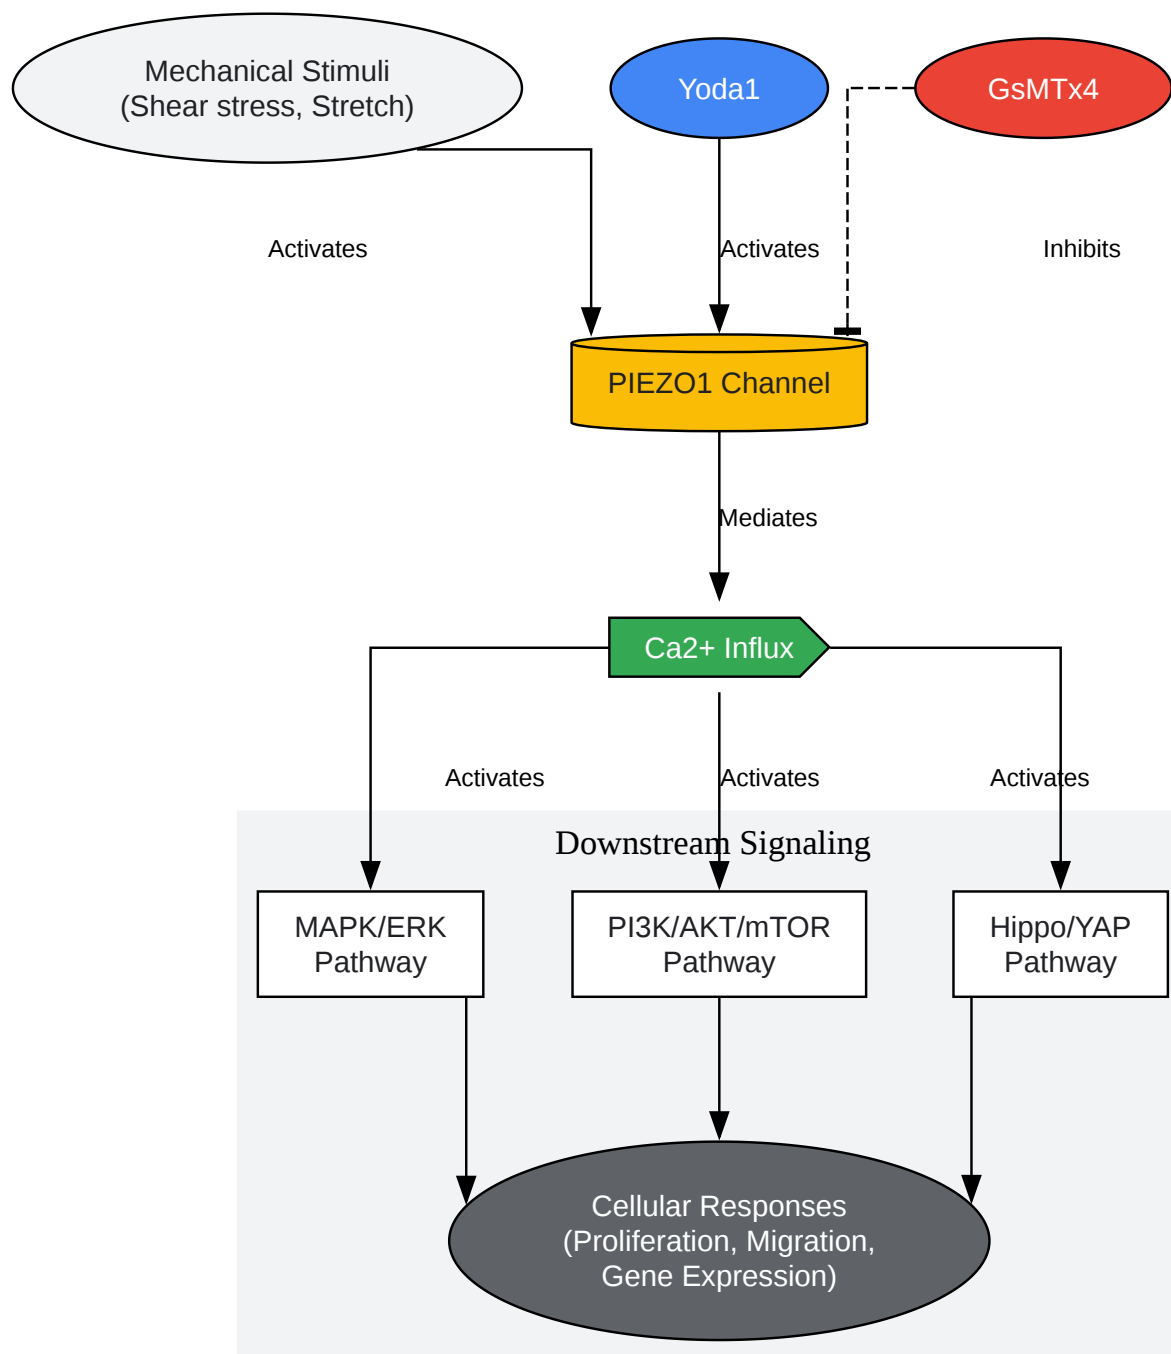 Mechanical Stimuli
(Shear stress, Stretch)
Yoda1
GsMTx4
Activates
Activates
Inhibits
PIEZO1 Channel
Mediates
Ca2+ Influx
Activates
Activates
Activates
Downstream Signaling
MAPK/ERK
Pathway
PI3K/AKT/mTOR
Pathway
Hippo/YAP
Pathway
Cellular Responses
(Proliferation, Migration,
Gene Expression)